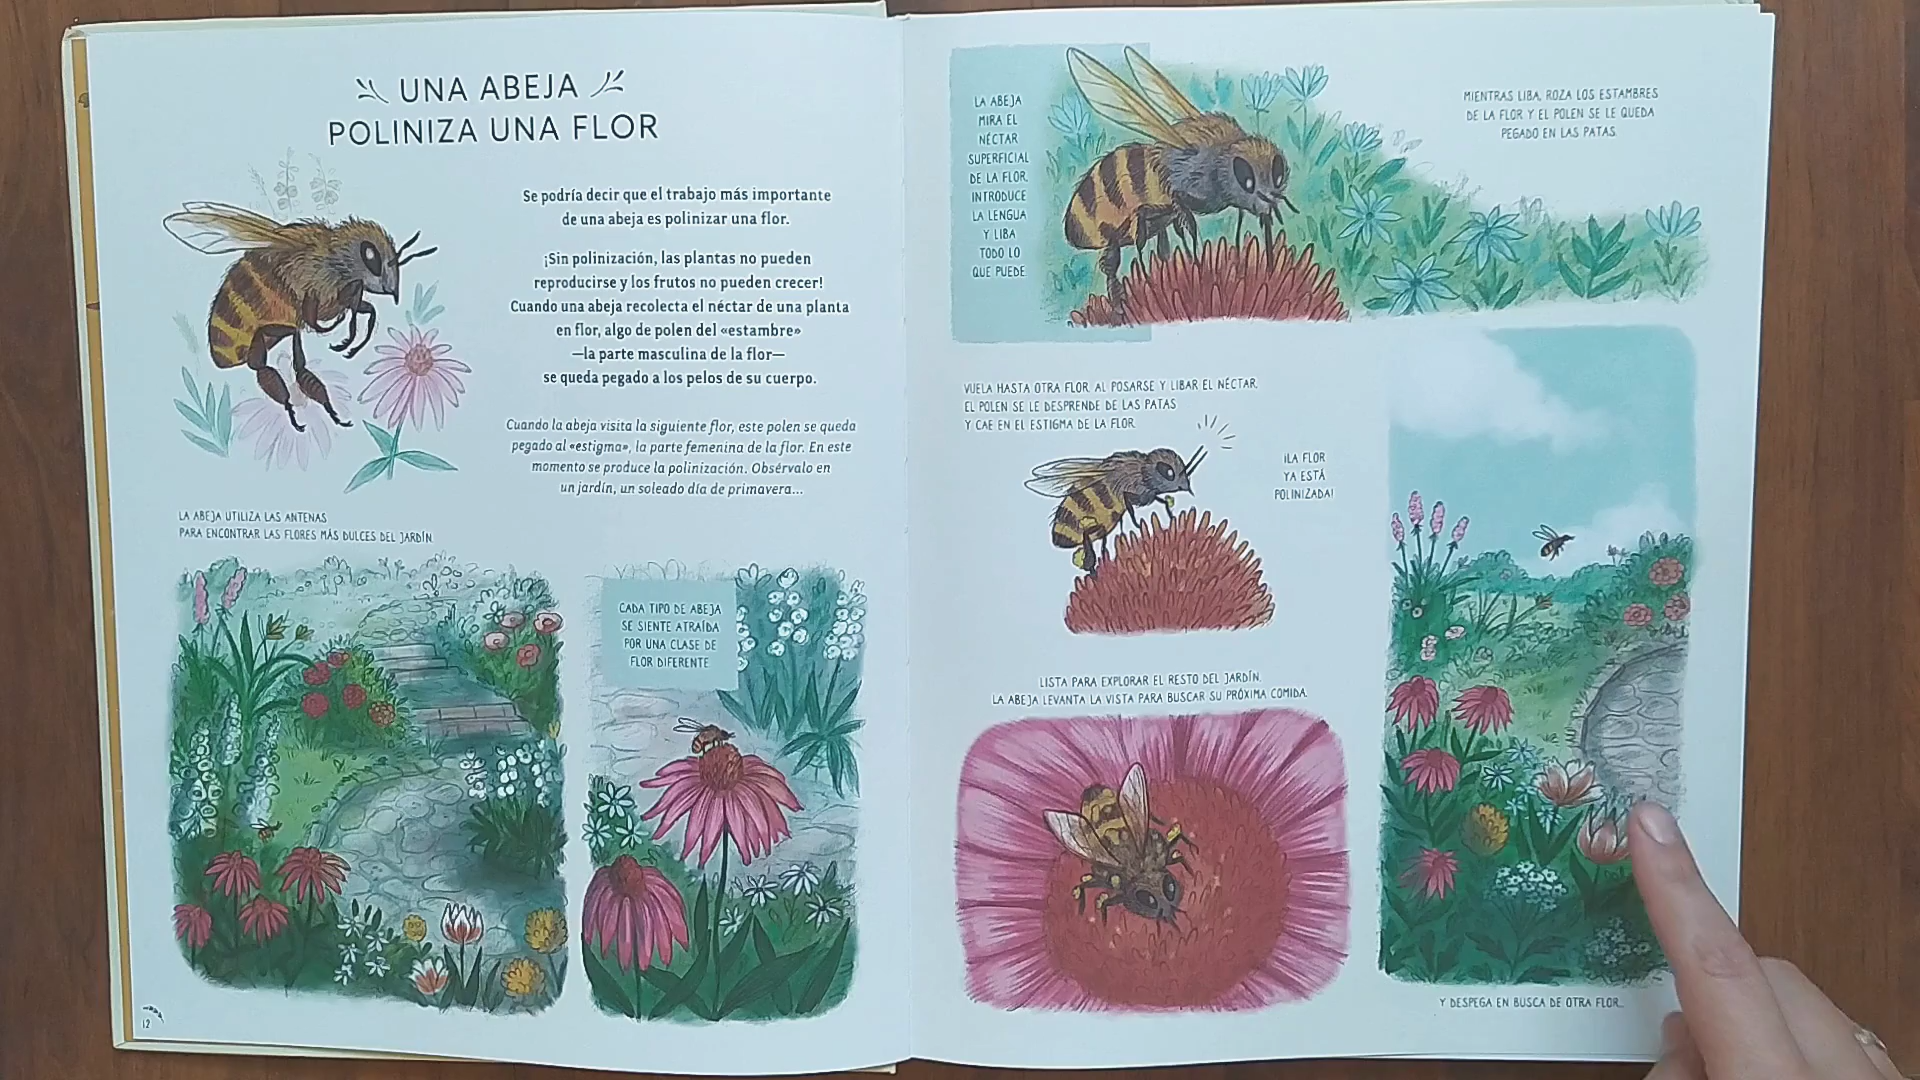 UNA ABEJA
POLINIZA UNA FLOR
Se podría decir que el trabajo más importante
de una abeja es polinizar una flor.
¡Sin polinización, las plantas no pueden
reproducirse y los frutos no pueden crecer!
Cuando una abeja recolecta el néctar de una planta
en flor, algo de polen del «estambre»
—la parte masculina de la flor—
se queda pegado a los pelos de su cuerpo.
Cuando la abeja visita la siguiente flor, este polen se queda
pegado al «estigma», la parte femenina de la flor. En este
momento se produce la polinización. Obsérvalo en
un jardín, un soleado día de primavera...
LA ABEJA UTILIZA LAS ANTENAS
PARA ENCONTRAR LAS FLORES MÁS DULCES DEL JARDÍN.
CADA TIPO DE ABEJA
SE SIENTE ATRAÍDA
POR UNA CLASE DE
FLOR DIFERENTE
12
LA ABEJA
MIRA EL
NÉCTAR
SUPERFICIAL
DE LA FLOR.
INTRODUCE
LA LENGUA
Y LIBA
TODO LO
QUE PUEDE
MIENTRAS LIBA, ROZA LOS ESTAMBRES
DE LA FLOR Y EL POLEN SE LE QUEDA
PEGADO EN LAS PATAS.
VUELA HASTA OTRA FLOR. AL POSARSE Y LIBAR EL NÉCTAR,
EL POLEN SE LE DESPRENDE DE LAS PATAS
Y CAE EN EL ESTIGMA DE LA FLOR.
¡LA FLOR
YA ESTÁ
POLINIZADA!
LISTA PARA EXPLORAR EL RESTO DEL JARDÍN,
LA ABEJA LEVANTA LA VISTA PARA BUSCAR SU PRÓXIMA COMIDA.
Y DESPEGA EN BUSCA DE OTRA FLOR...